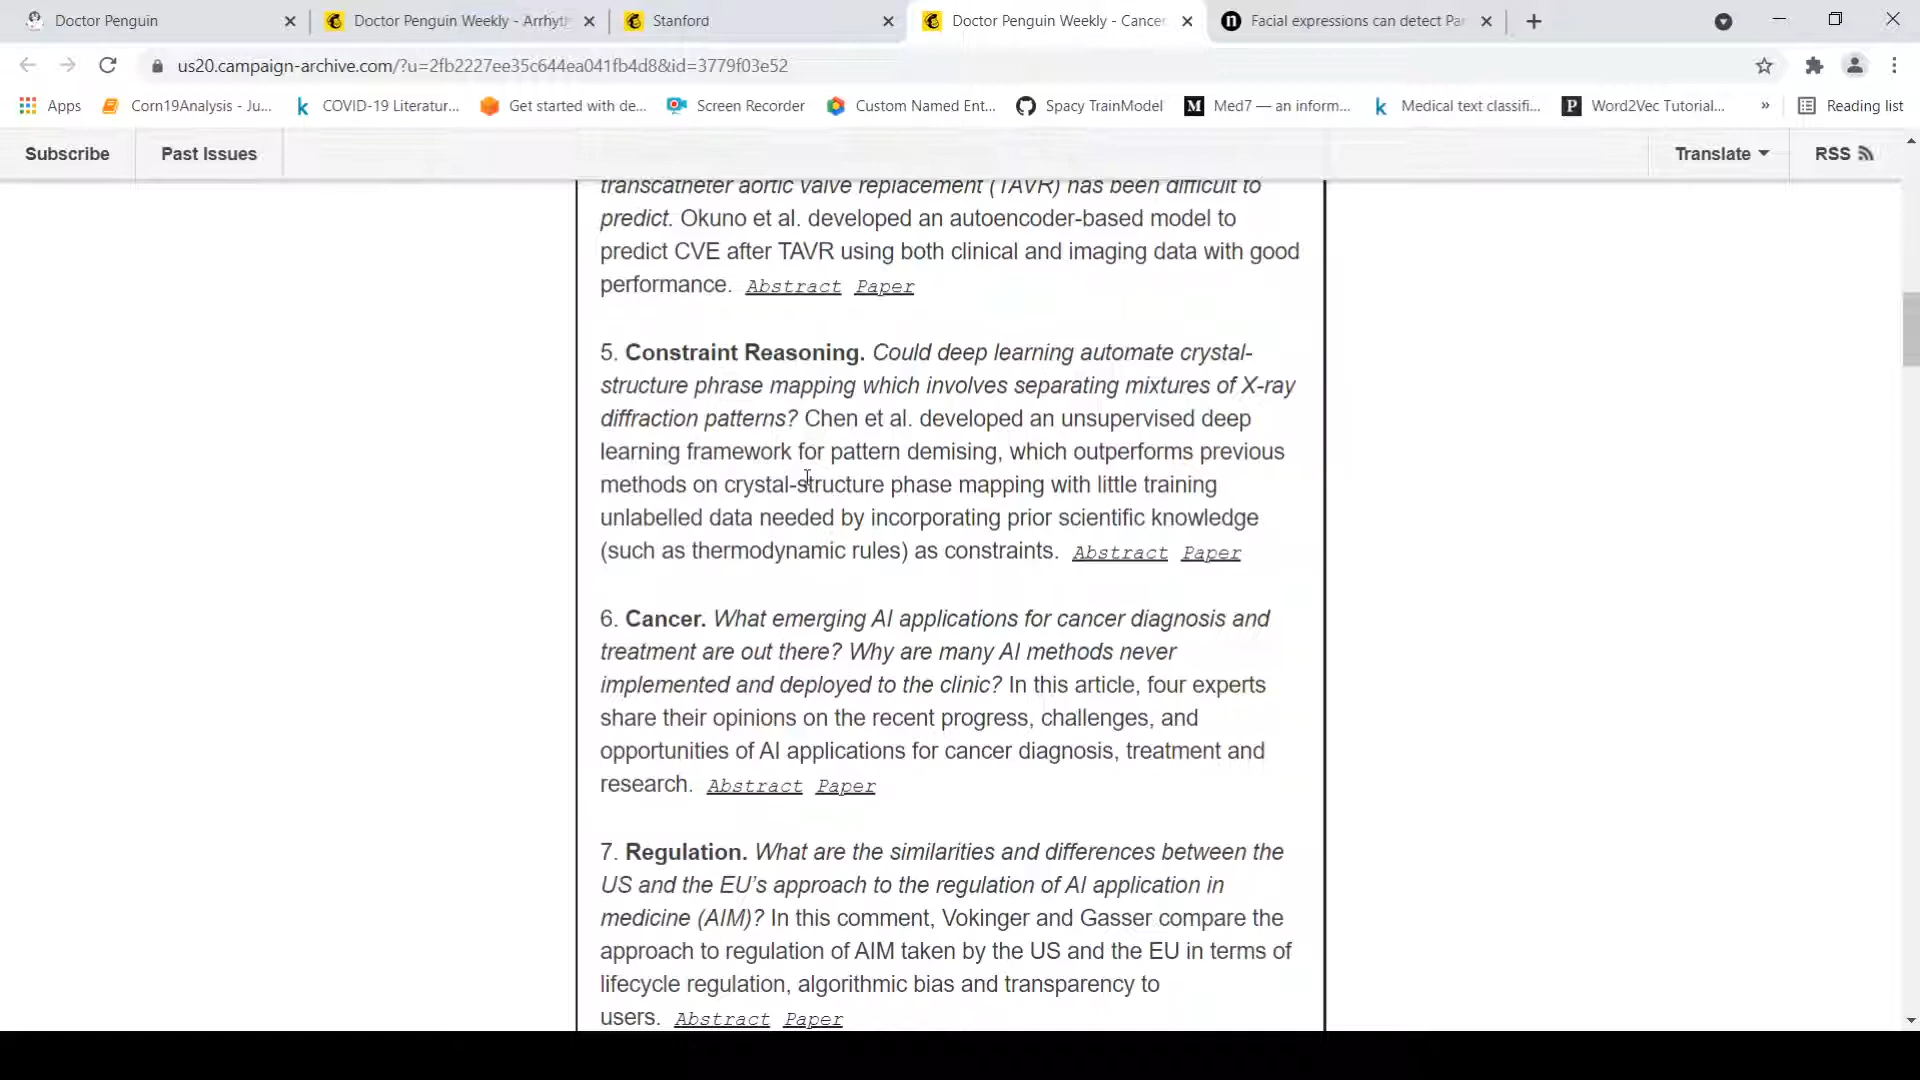 Doctor Penguin
Doctor Penguin Weekly - Arrhyt
Stanford
Doctor Penguin Weekly - Cance
Facial expressions can detect Par
us20.campaign-archive.com/?u=2fb2227ee35c644ea041fb4d8&id=3779f03e52
Apps
Corn19Analysis - Ju...
COVID-19 Literatur...
Get started with de...
Screen Recorder
Custom Named Ent...
Spacy TrainModel
Med7 — an inform...
Medical text classifi...
Word2Vec Tutorial...
»
Reading list
Subscribe
Past Issues
Translate
RSS
transcatheter aortic valve replacement (TAVR) has been difficult to
predict. Okuno et al. developed an autoencoder-based model to
predict CVE after TAVR using both clinical and imaging data with good
performance. Abstract Paper
5. Constraint Reasoning. Could deep learning automate crystal-
structure phrase mapping which involves separating mixtures of X-ray
diffraction patterns? Chen et al. developed an unsupervised deep
learning framework for pattern demising, which outperforms previous
methods on crystal-structure phase mapping with little training
unlabelled data needed by incorporating prior scientific knowledge
(such as thermodynamic rules) as constraints. Abstract Paper
6. Cancer. What emerging AI applications for cancer diagnosis and
treatment are out there? Why are many AI methods never
implemented and deployed to the clinic? In this article, four experts
share their opinions on the recent progress, challenges, and
opportunities of AI applications for cancer diagnosis, treatment and
research. Abstract Paper
7. Regulation. What are the similarities and differences between the
US and the EU's approach to the regulation of AI application in
medicine (AIM)? In this comment, Vokinger and Gasser compare the
approach to regulation of AIM taken by the US and the EU in terms of
lifecycle regulation, algorithmic bias and transparency to
users. Abstract Paper